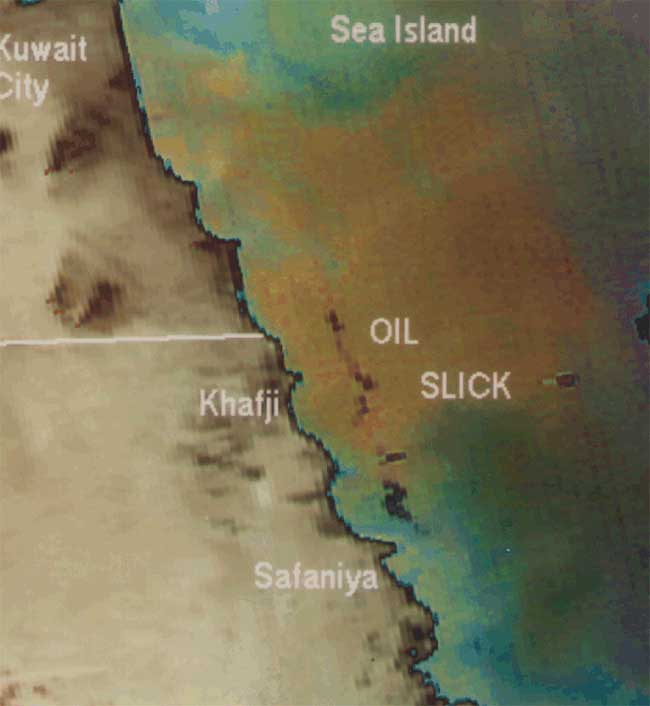 Sea Island
Kuwait
City
OIL
SLICK
Khafji
Safaniya